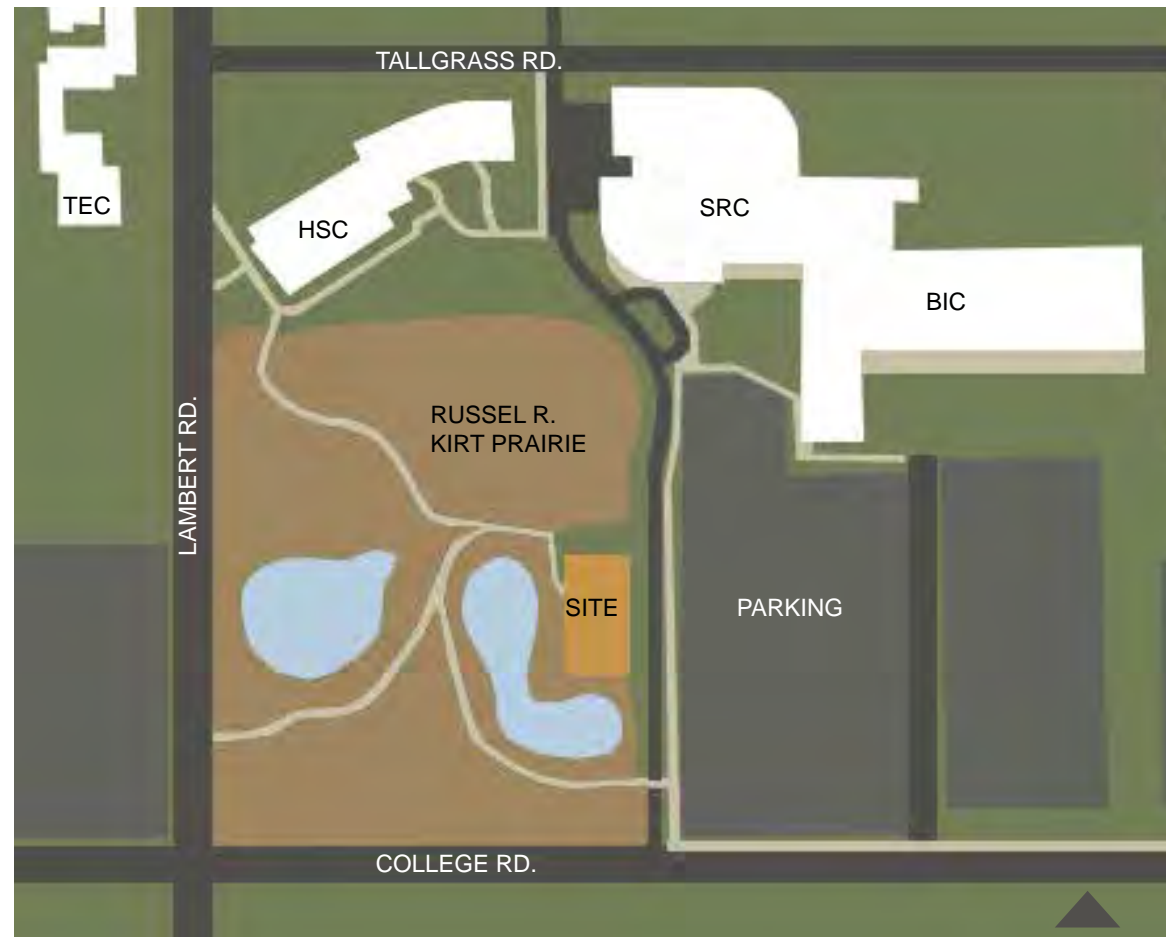 TALLGRASS RD.
TEC
HSC
SRC
BIC
LAMBERT RD.
RUSSEL R.
KIRT PRAIRIE
SITE
PARKING
COLLEGE RD.